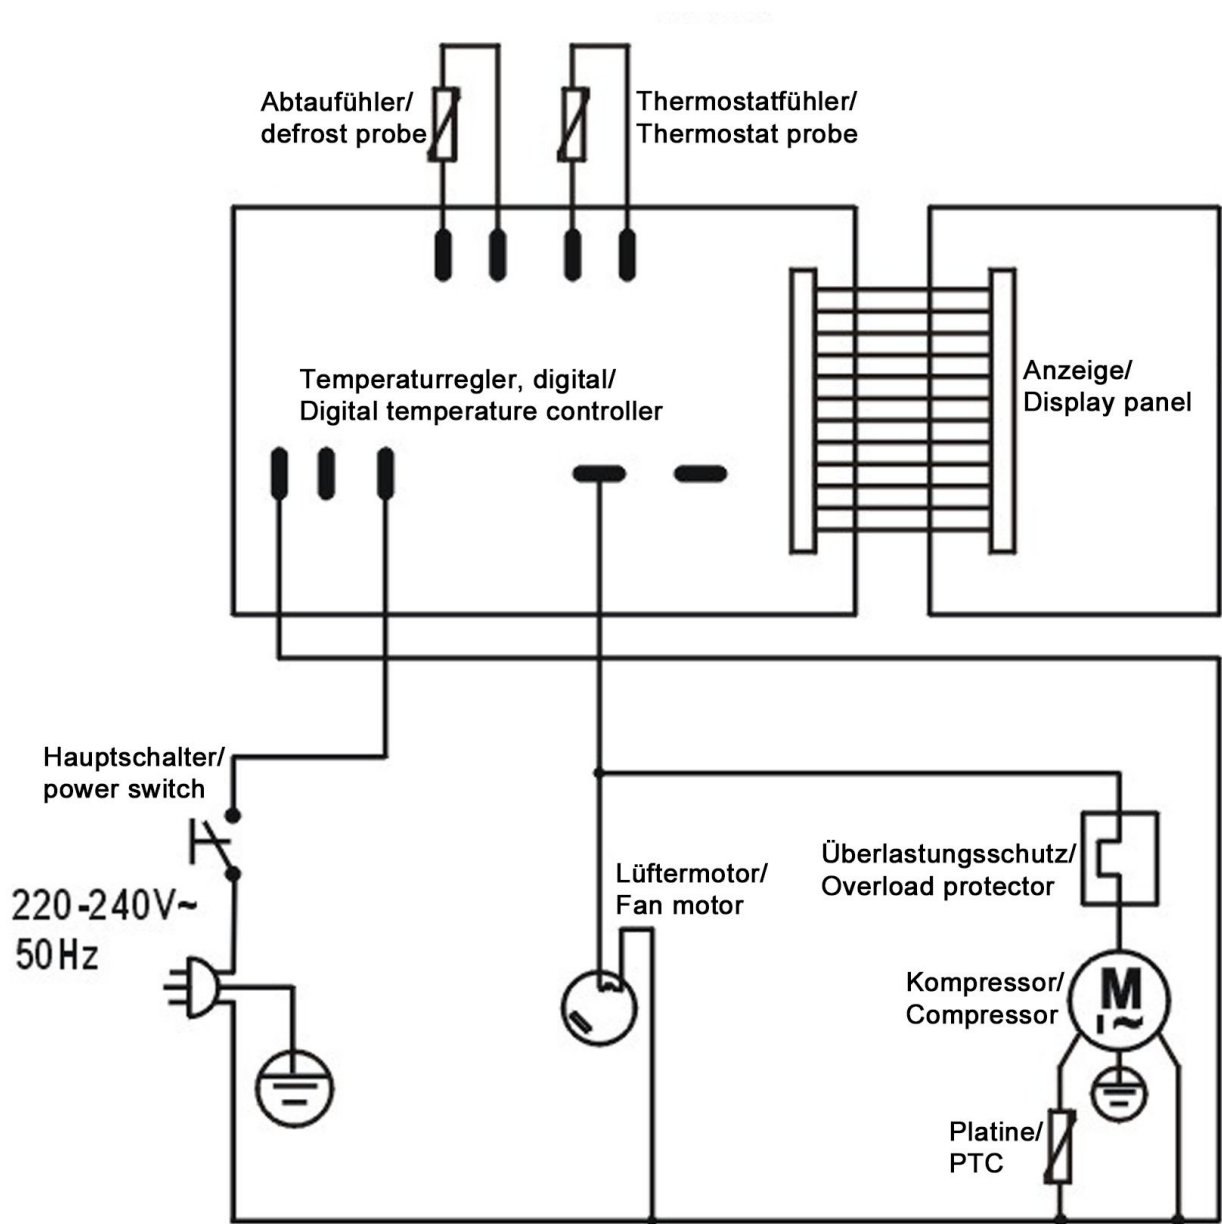 Abtaufühler/
defrost probe
Thermostatfühler/
Thermostat probe
Temperaturregler, digital/
Digital temperature controller
Anzeige/
Display panel
Hauptschalter/
power switch
220-240V~
50Hz
Lüftermotor/
Fan motor
Überlastungsschutz/
Overload protector
Kompressor/
Compressor
M
I~
Platine/
PTC